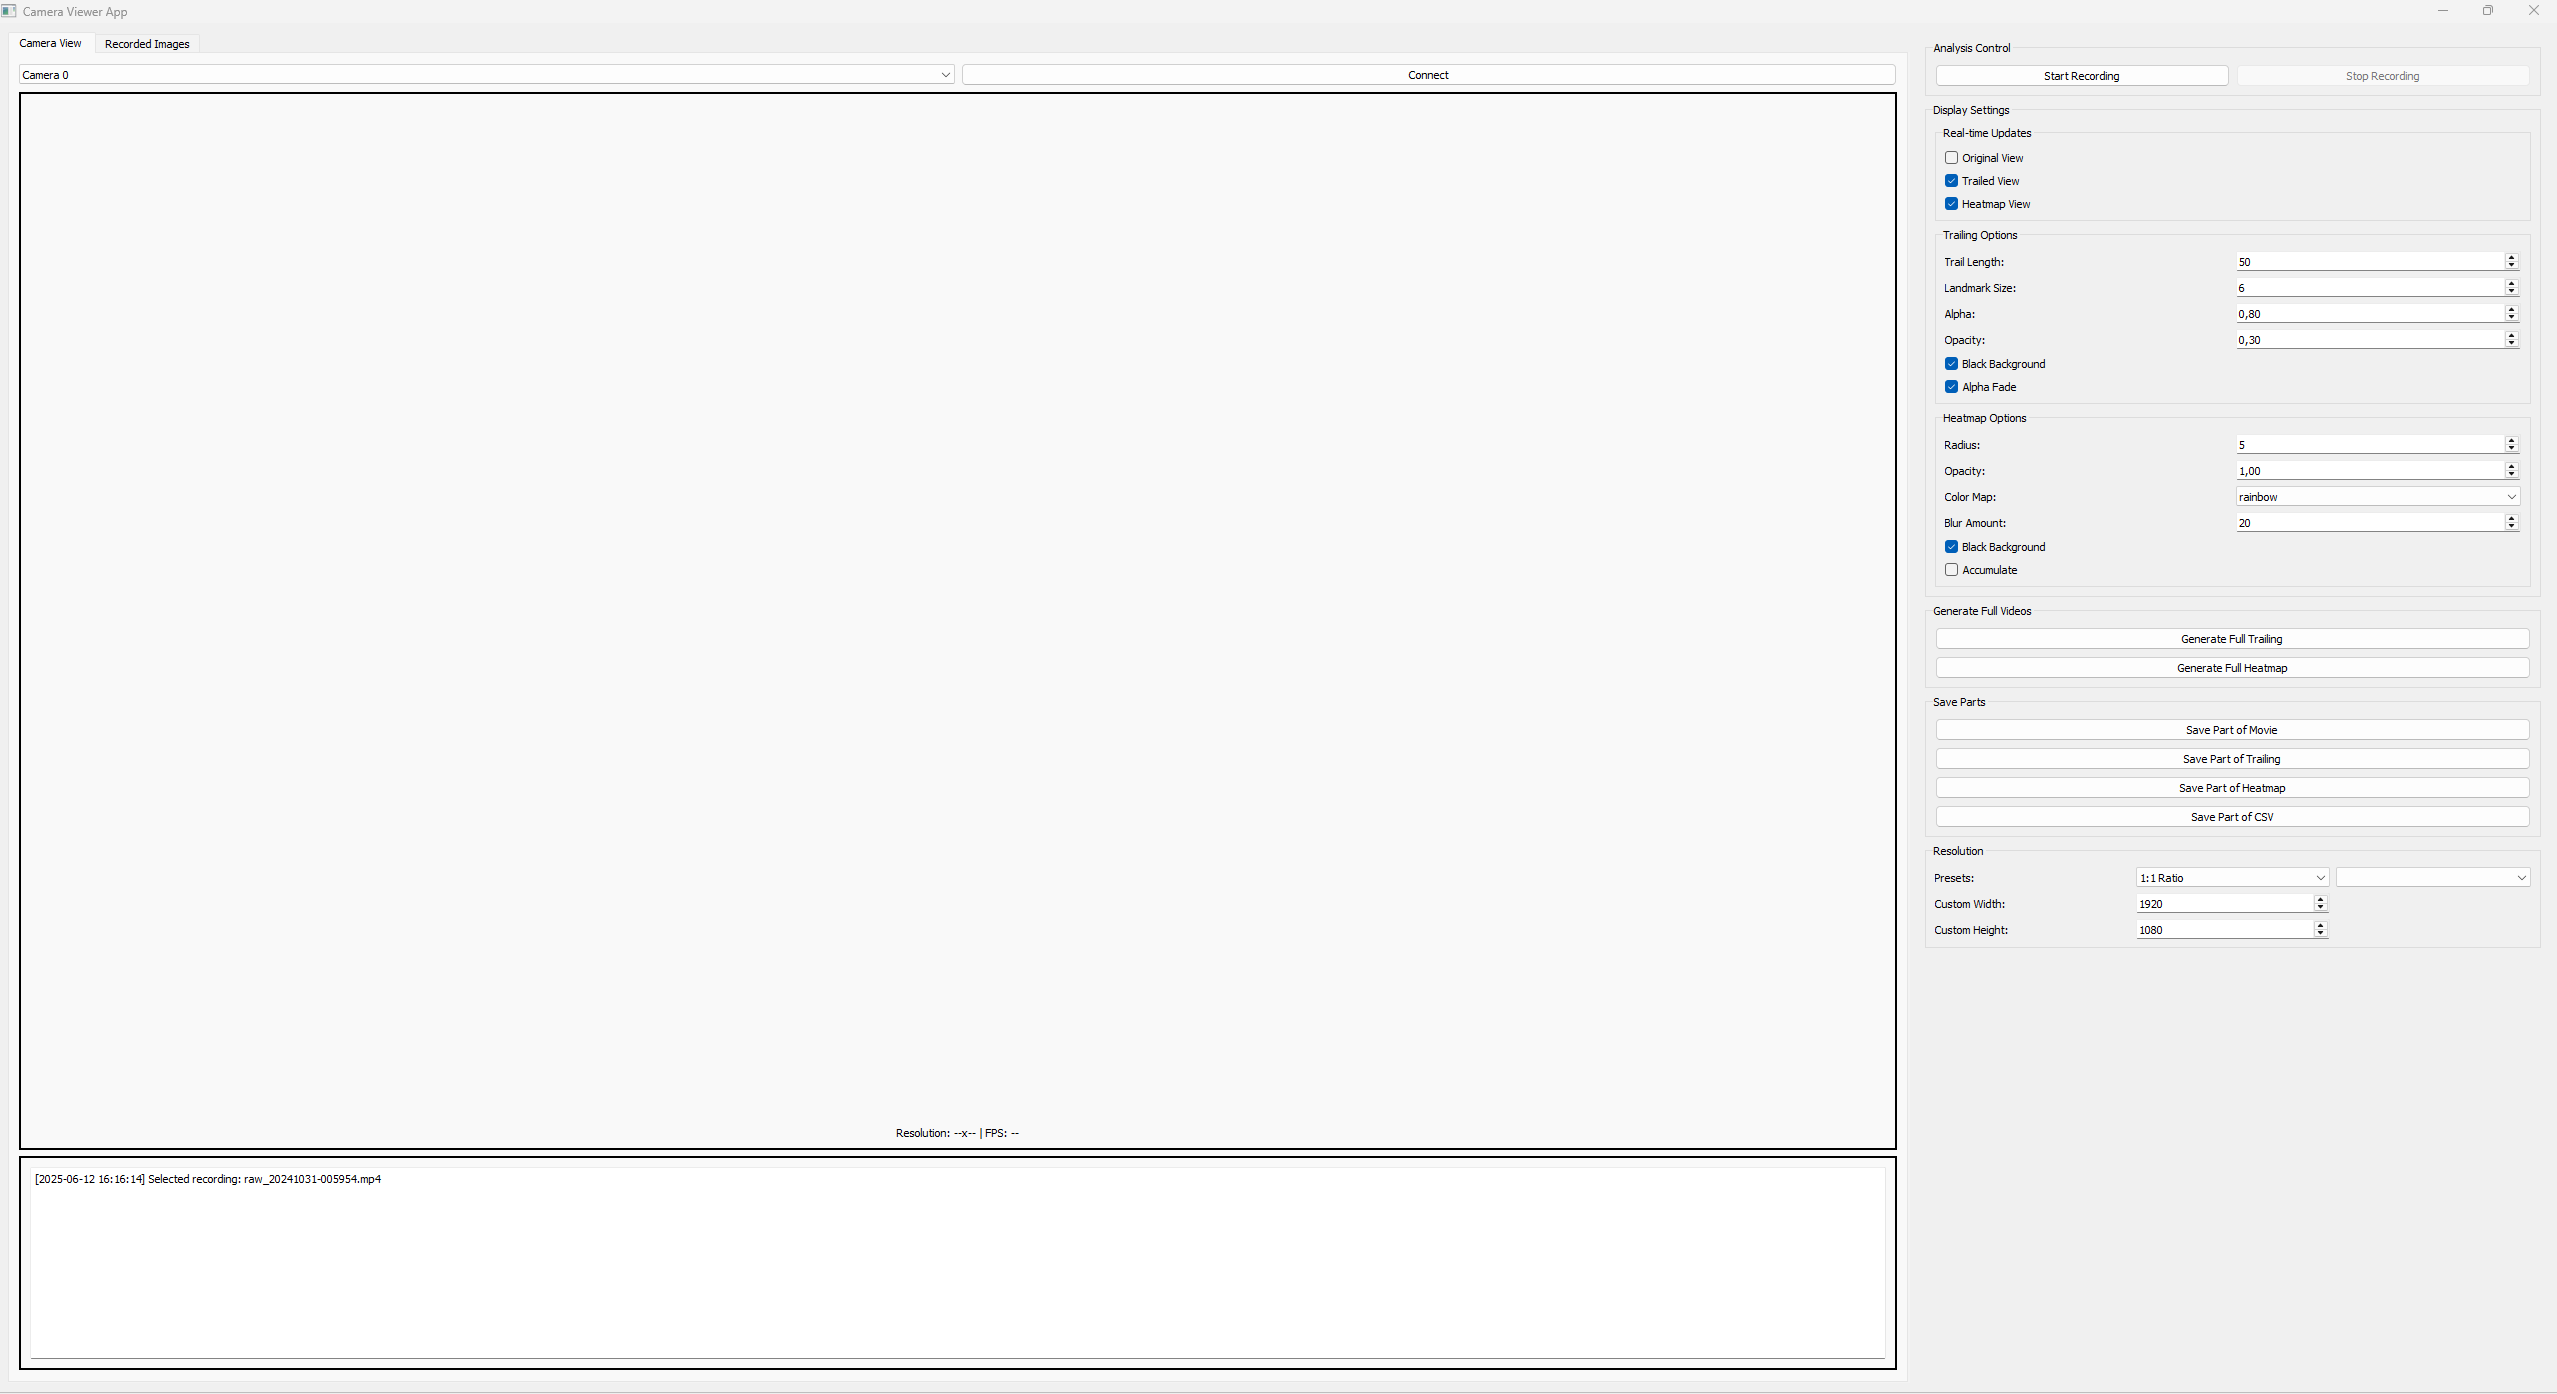 Camera Viewer App
Camera View
Recorded Images
Camera 0
Connect
Resolution: --x-- | FPS: --
[2025-06-12 16:16:14] Selected recording: raw_20241031-005954.mp4
Analysis Control
Start Recording
Stop Recording
Display Settings
Real-time Updates
Original View
Trailed View
Heatmap View
Trailing Options
Trail Length: 50
Landmark Size: 6
Alpha: 0,80
Opacity: 0,30
Black Background
Alpha Fade
Heatmap Options
Radius: 5
Opacity: 1,00
Color Map: rainbow
Blur Amount: 20
Black Background
Accumulate
Generate Full Videos
Generate Full Trailing
Generate Full Heatmap
Save Parts
Save Part of Movie
Save Part of Trailing
Save Part of Heatmap
Save Part of CSV
Resolution
Presets: 1:1 Ratio
Custom Width: 1920
Custom Height: 1080